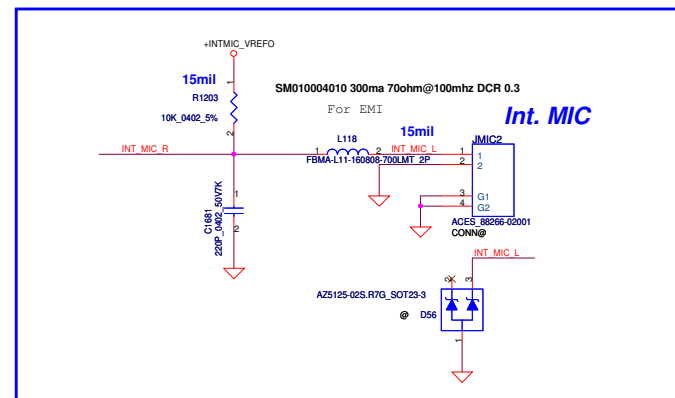 +INTMIC_VREFO
1
15mil
R1203
10K_0402_5%
2
SM010004010 300ma 70ohm@100mhz DCR 0.3
For EMI
Int. MIC
INT_MIC_R
L118
1
2
FBMA-L11-160808-700LMT_2P
15mil
INT_MIC_L
JMIC2
1
1
2
2
3
G1
4
G2
ACES_88266-02001
CONN@
1
C1681
220P_0402_50V7K
2
INT_MIC_L
2
3
AZ5125-02S.R7G_SOT23-3
@
D56
1